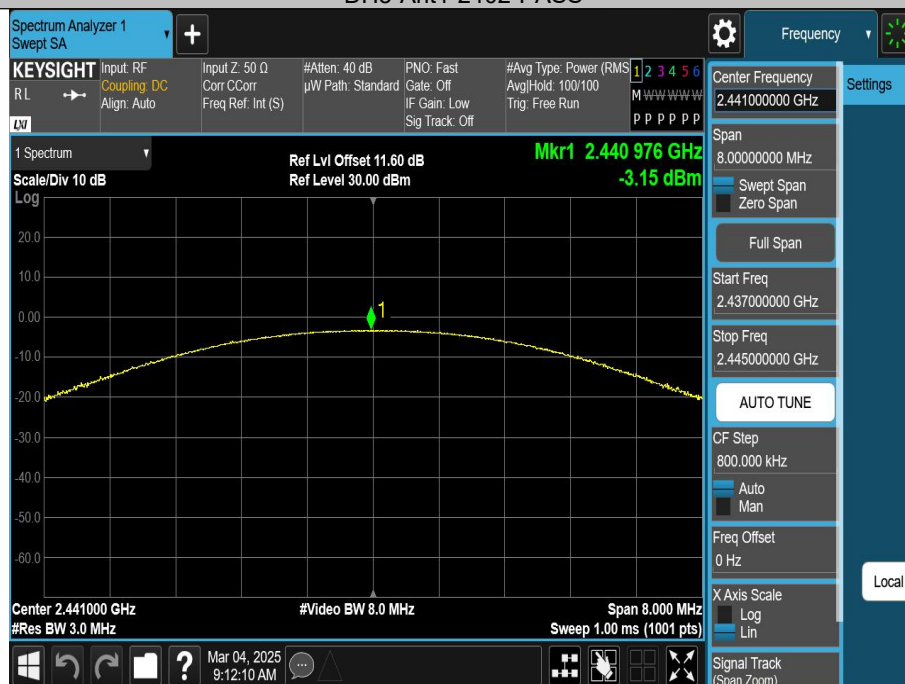 Spectrum Analyzer 1
Swept SA
+
Frequency
KEYSIGHT
RL
LXI
Input: RF
Coupling: DC
Align: Auto
Input Z: 50 Ω
Corr CCorr
Freq Ref: Int (S)
#Atten: 40 dB
µW Path: Standard
PNO: Fast
Gate: Off
IF Gain: Low
Sig Track: Off
#Avg Type: Power (RMS
Avg|Hold: 100/100
Trig: Free Run
1 2 3 4 5 6
M W W W W W
P P P P P P
Center Frequency
2.441000000 GHz
Settings
1 Spectrum
Scale/Div 10 dB
Log
Ref Lvl Offset 11.60 dB
Ref Level 30.00 dBm
Mkr1 2.440 976 GHz
-3.15 dBm
Span
8.00000000 MHz
Swept Span
Zero Span
Full Span
Start Freq
2.437000000 GHz
Stop Freq
2.445000000 GHz
AUTO TUNE
CF Step
800.000 kHz
Auto
Man
Freq Offset
0 Hz
X Axis Scale
Log
Lin
Local
Signal Track
(Span Zoom)
20.0
10.0
0.00
1
-10.0
-20.0
-30.0
-40.0
-50.0
-60.0
Center 2.441000 GHz
#Res BW 3.0 MHz
#Video BW 8.0 MHz
Span 8.000 MHz
Sweep 1.00 ms (1001 pts)
?
Mar 04, 2025
9:12:10 AM